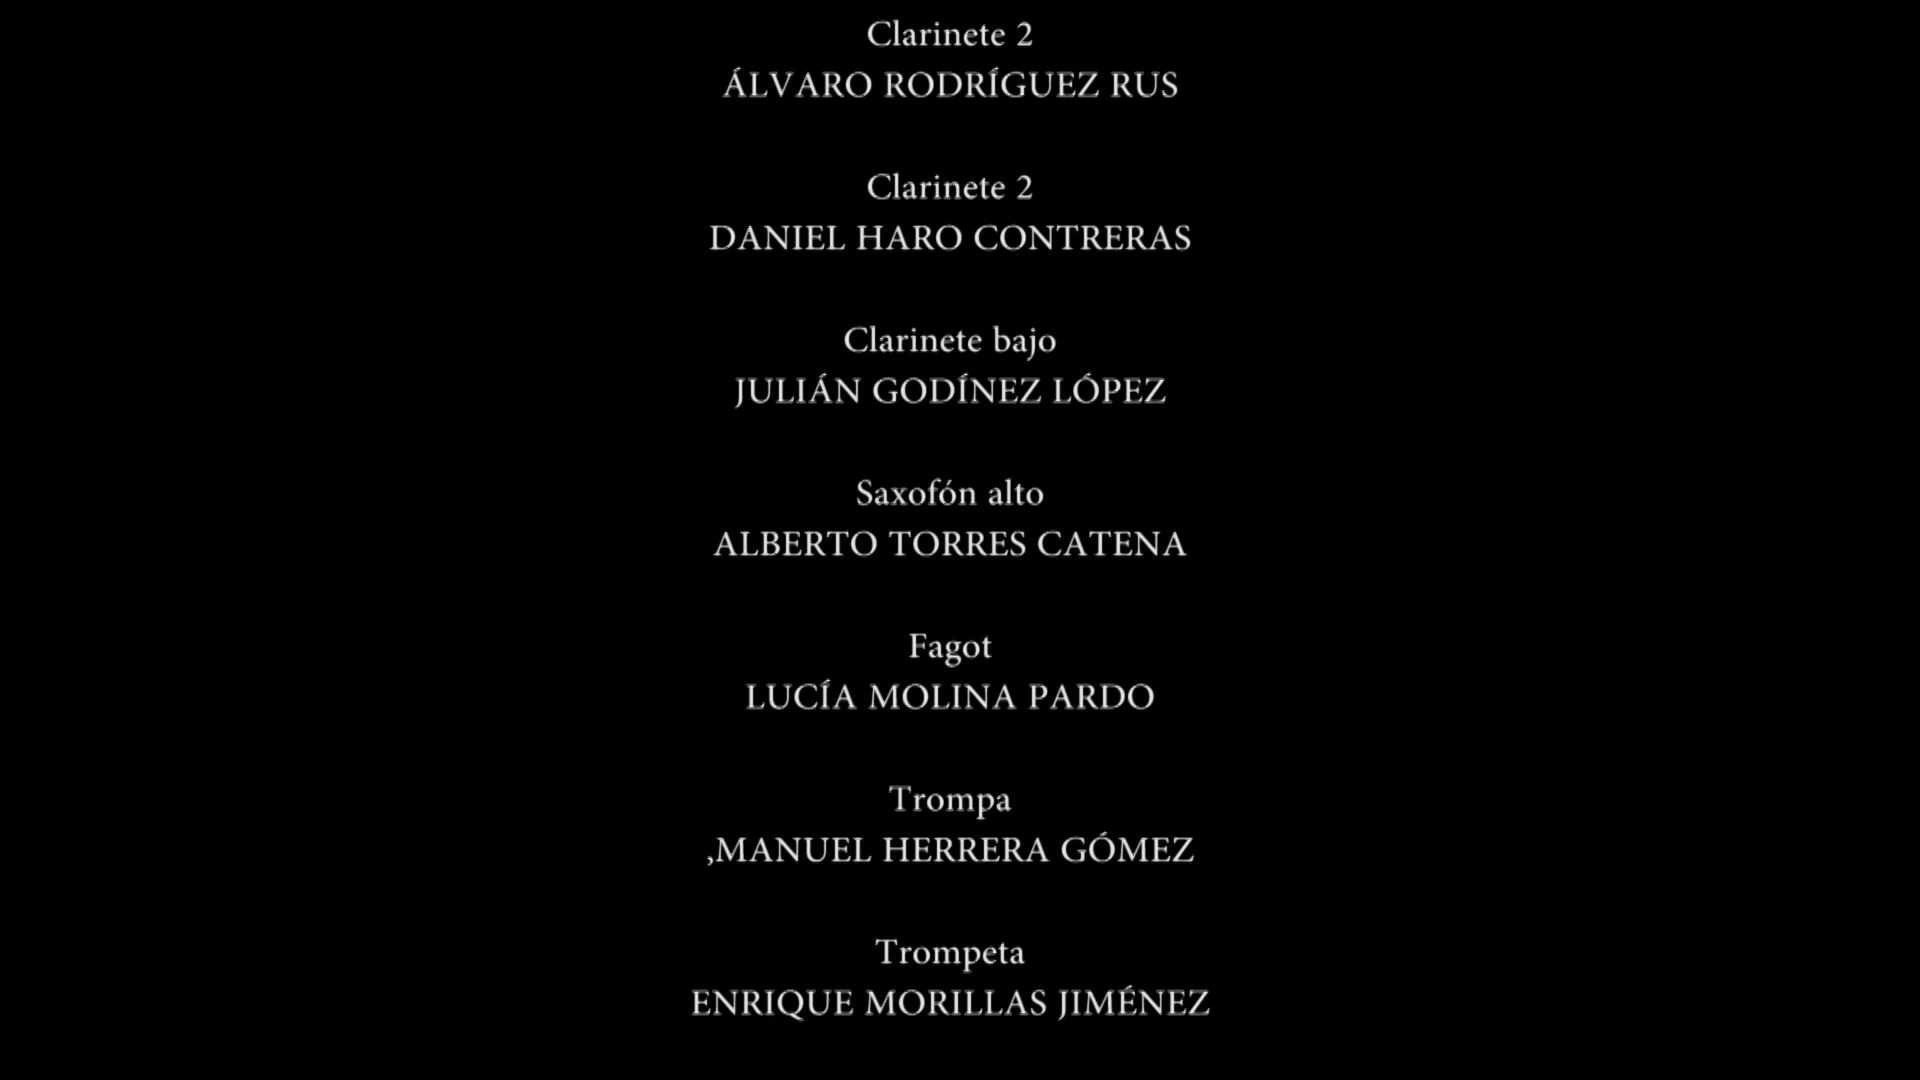 Clarinete 2
ÁLVARO RODRÍGUEZ RUS
Clarinete 2
DANIEL HARO CONTRERAS
Clarinete bajo
JULIÁN GODÍNEZ LÓPEZ
Saxofón alto
ALBERTO TORRES CATENA
Fagot
LUCÍA MOLINA PARDO
Trompa
,MANUEL HERRERA GÓMEZ
Trompeta
ENRIQUE MORILLAS JIMÉNEZ